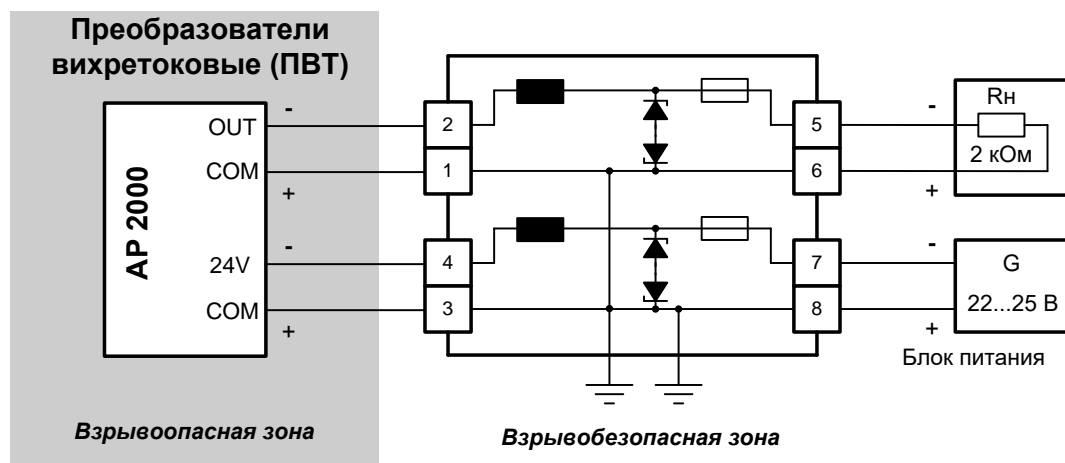 Преобразователи
вихретоковые (ПВТ)
AP 2000
OUT
-
COM
+
24V
-
COM
+
2
1
4
3
5
6
7
8
-
+
-
+
Rн
2 кОм
G
22...25 В
Блок питания
Взрывоопасная зона
Взрывобезопасная зона